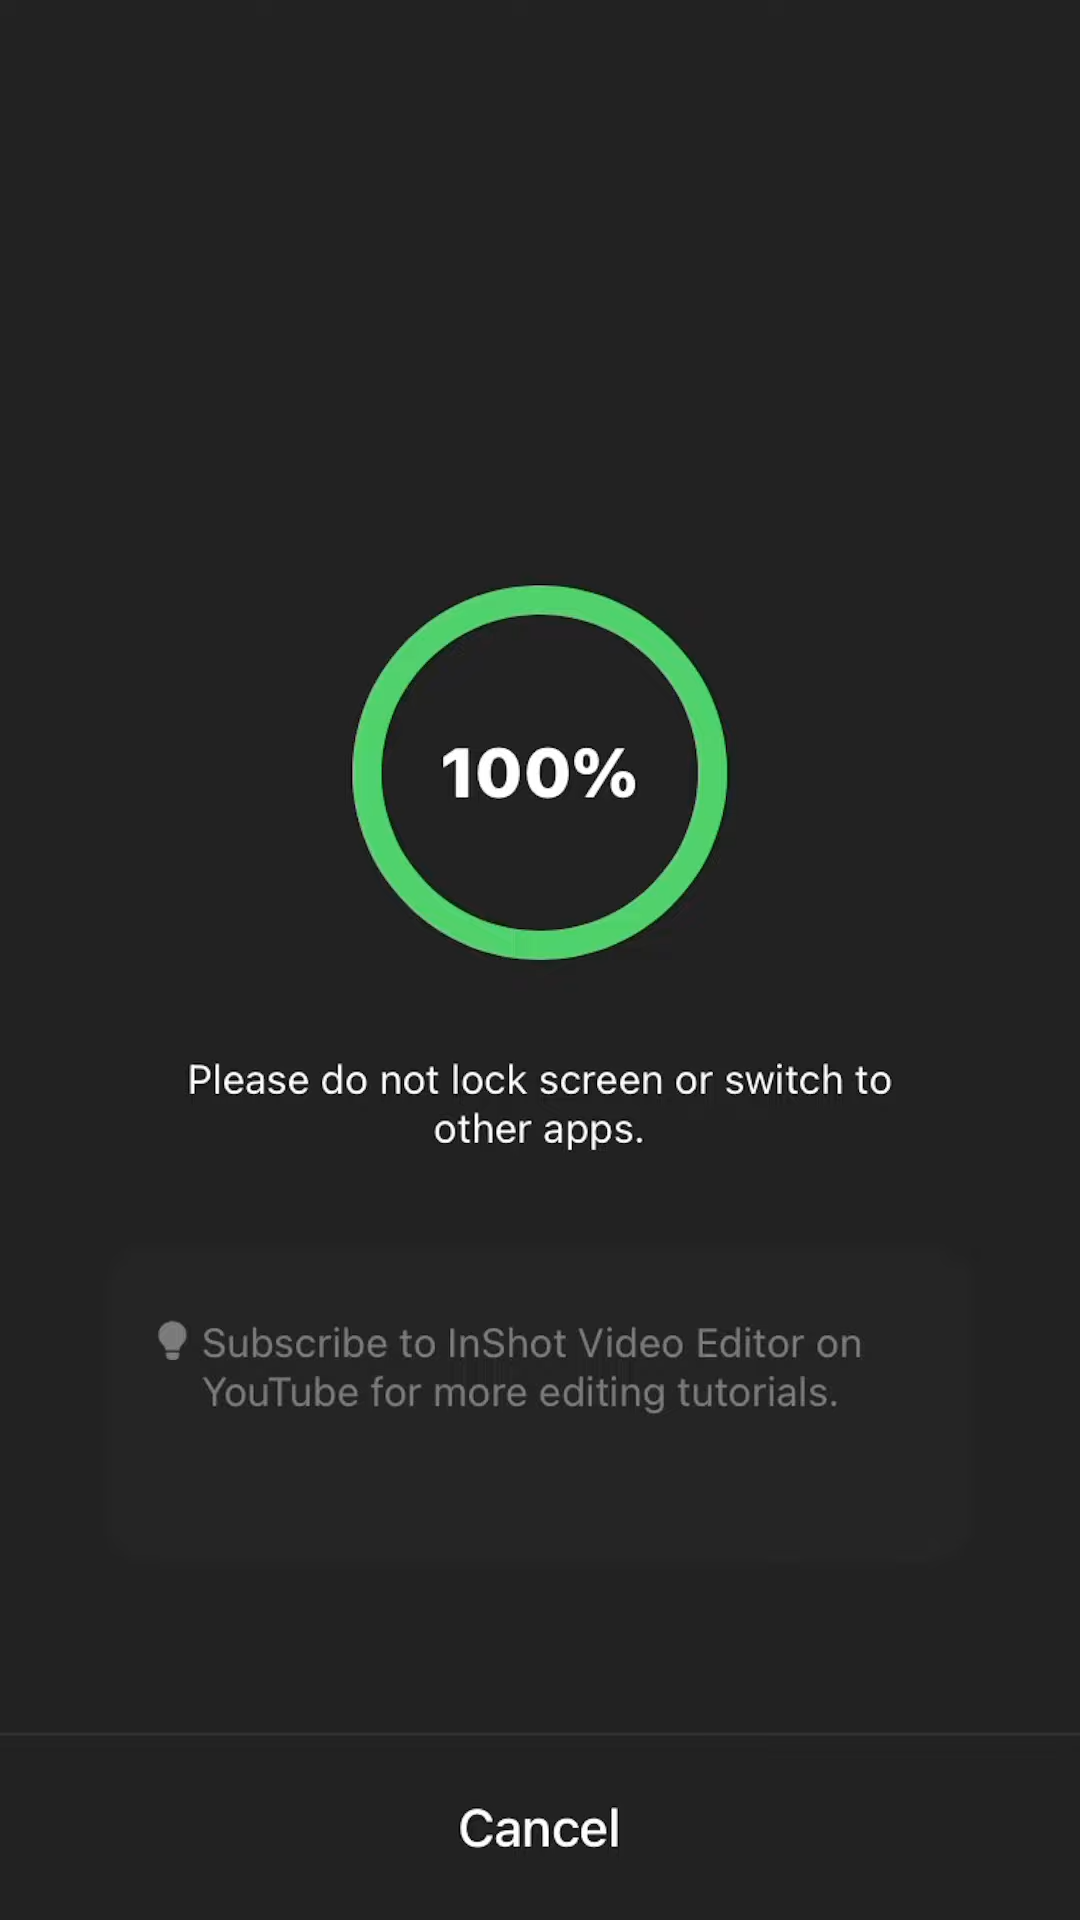 100%
Please do not lock screen or switch to
other apps.
Subscribe to InShot Video Editor on
YouTube for more editing tutorials.
Cancel